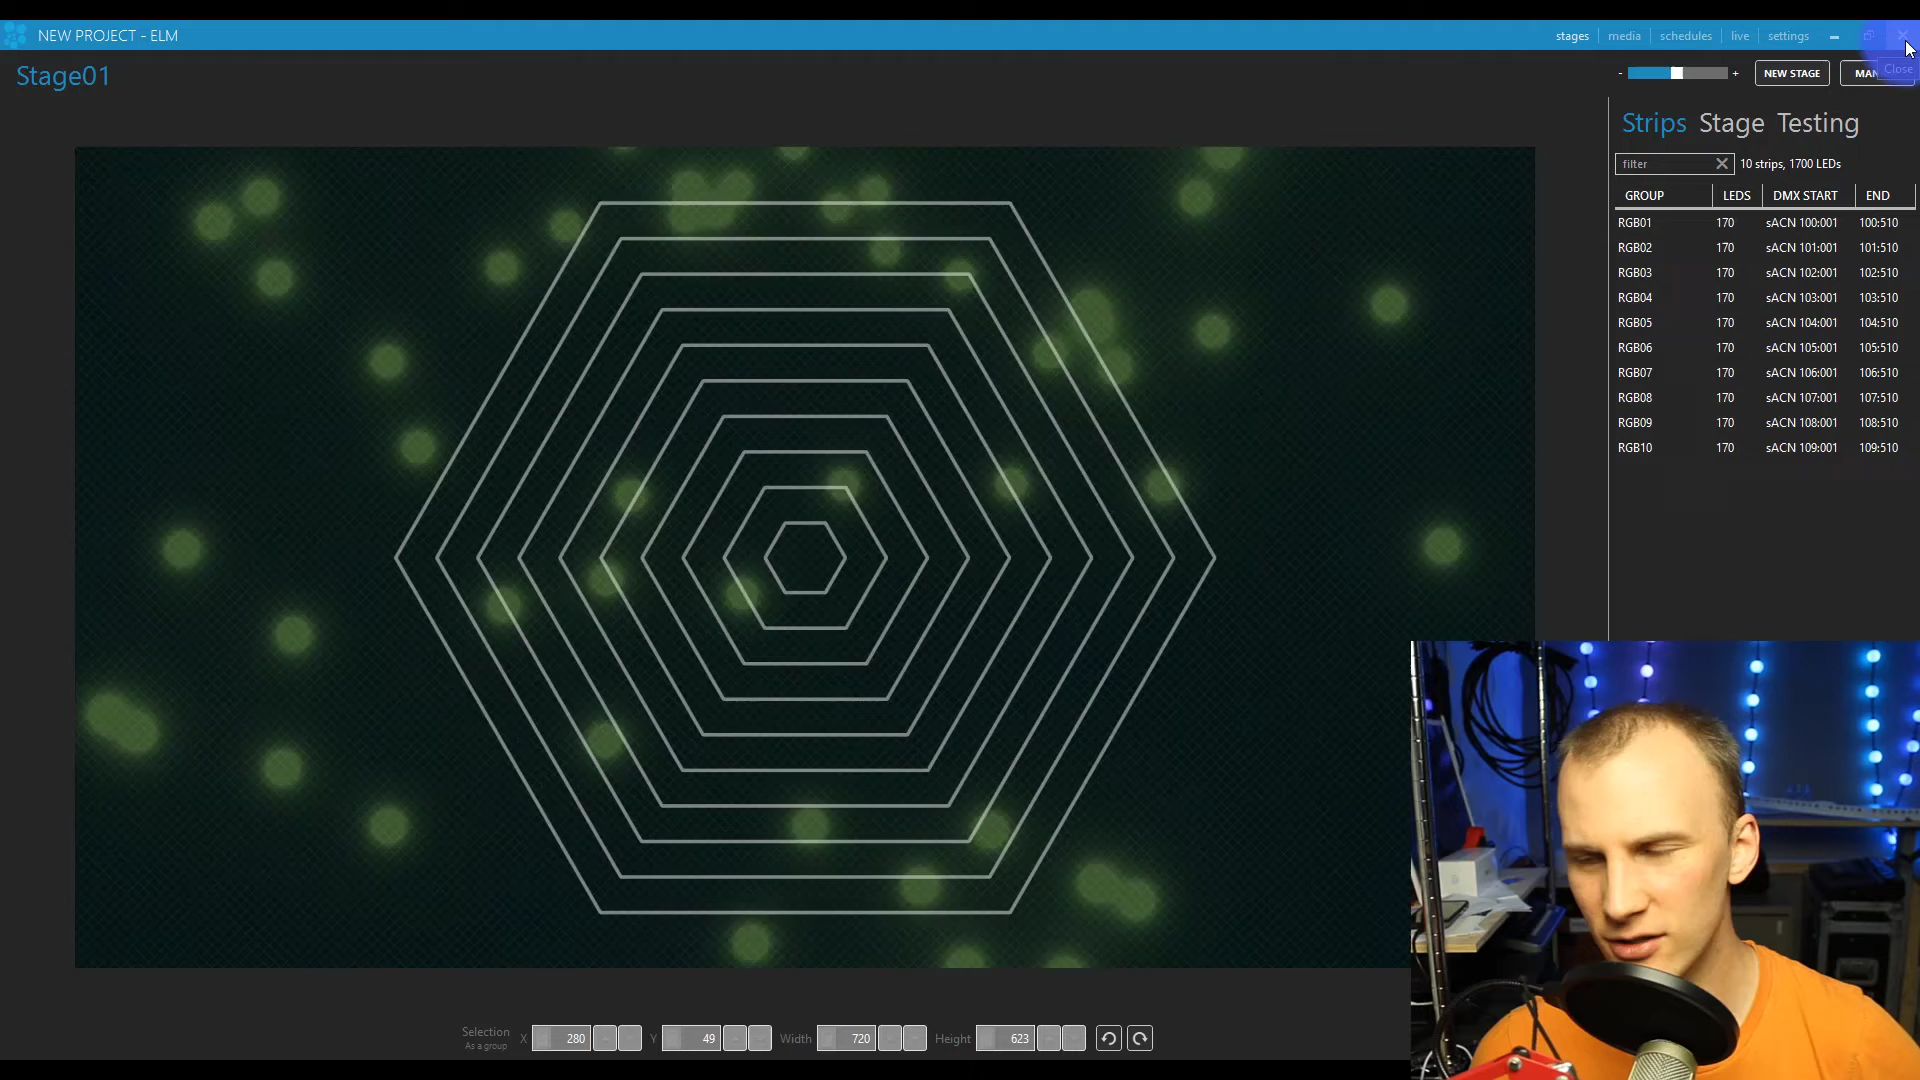 NEW PROJECT - ELM
stages media schedules live settings
Stage01
- + NEW STAGE MAN
Close
Strips Stage Testing
filter 10 strips, 1700 LEDs
GROUP LEDS DMX START END
RGB01 170 sACN 100:001 100:510
RGB02 170 sACN 101:001 101:510
RGB03 170 sACN 102:001 102:510
RGB04 170 sACN 103:001 103:510
RGB05 170 sACN 104:001 104:510
RGB06 170 sACN 105:001 105:510
RGB07 170 sACN 106:001 106:510
RGB08 170 sACN 107:001 107:510
RGB09 170 sACN 108:001 108:510
RGB10 170 sACN 109:001 109:510
Selection X 280 Y 49 Width 720 Height 623
As a group